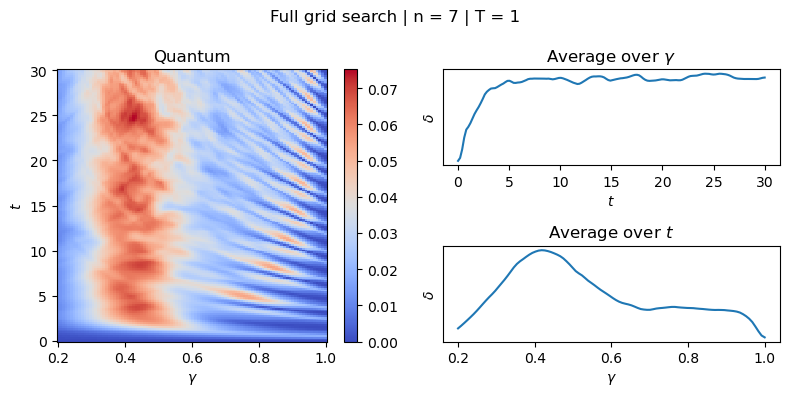 Full grid search | n = 7 | T = 1
Quantum
30
25
20
15
10
5
0
t
0.2 0.4 0.6 0.8 1.0
γ
0.07
0.06
0.05
0.04
0.03
0.02
0.01
0.00
Average over γ
δ
0 5 10 15 20 25 30
t
Average over t
δ
0.2 0.4 0.6 0.8 1.0
γ